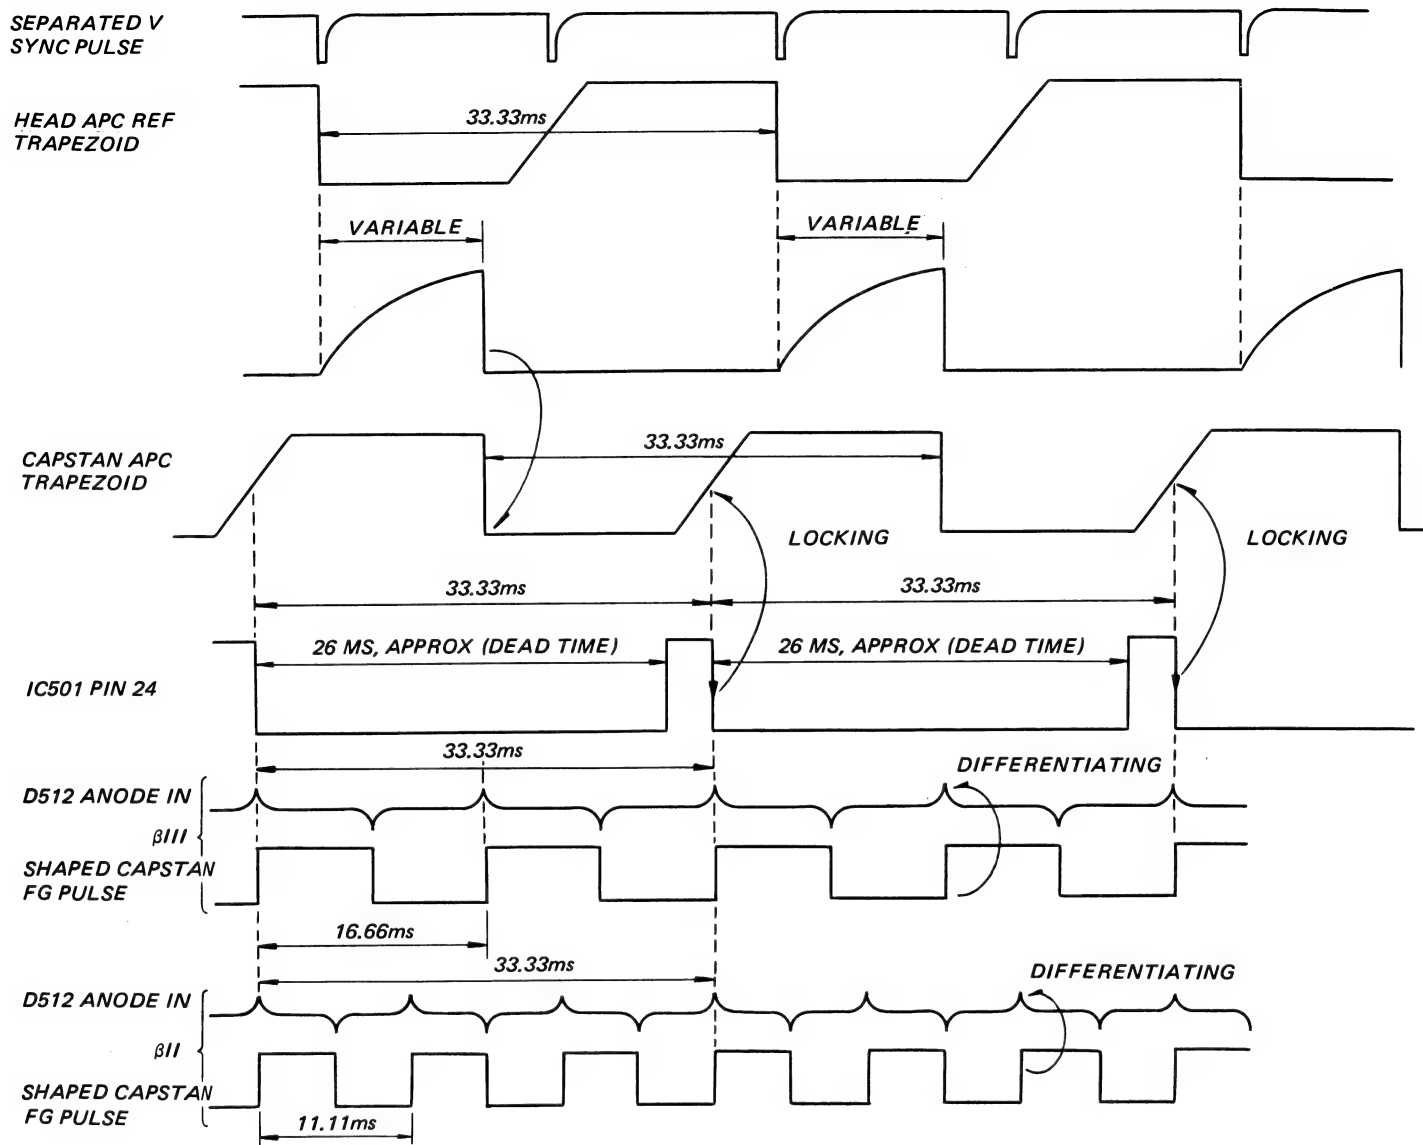 SEPARATED V
SYNC PULSE
HEAD APC REF
TRAPEZOID
33.33ms
VARIABLE
VARIABLE
CAPSTAN APC
TRAPEZOID
33.33ms
LOCKING
LOCKING
33.33ms
33.33ms
26 MS, APPROX (DEAD TIME)
26 MS, APPROX (DEAD TIME)
IC501 PIN 24
33.33ms
DIFFERENTIATING
D512 ANODE IN
βIII
SHAPED CAPSTAN
FG PULSE
16.66ms
33.33ms
DIFFERENTIATING
D512 ANODE IN
βII
SHAPED CAPSTAN
FG PULSE
11.11ms